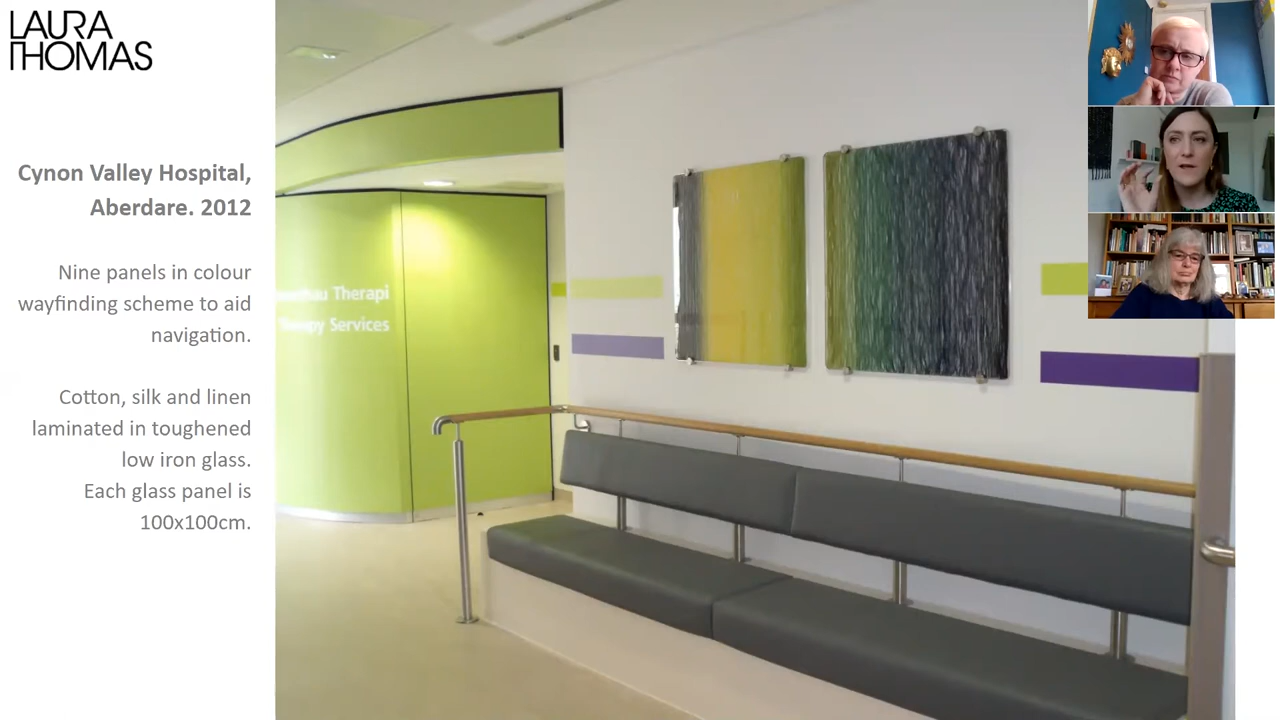 LAURA
THOMAS
Cynon Valley Hospital,
Aberdare. 2012
Nine panels in colour
wayfinding scheme to aid
navigation.
Cotton, silk and linen
laminated in toughened
low iron glass.
Each glass panel is
100x100cm.
Therapi
Services